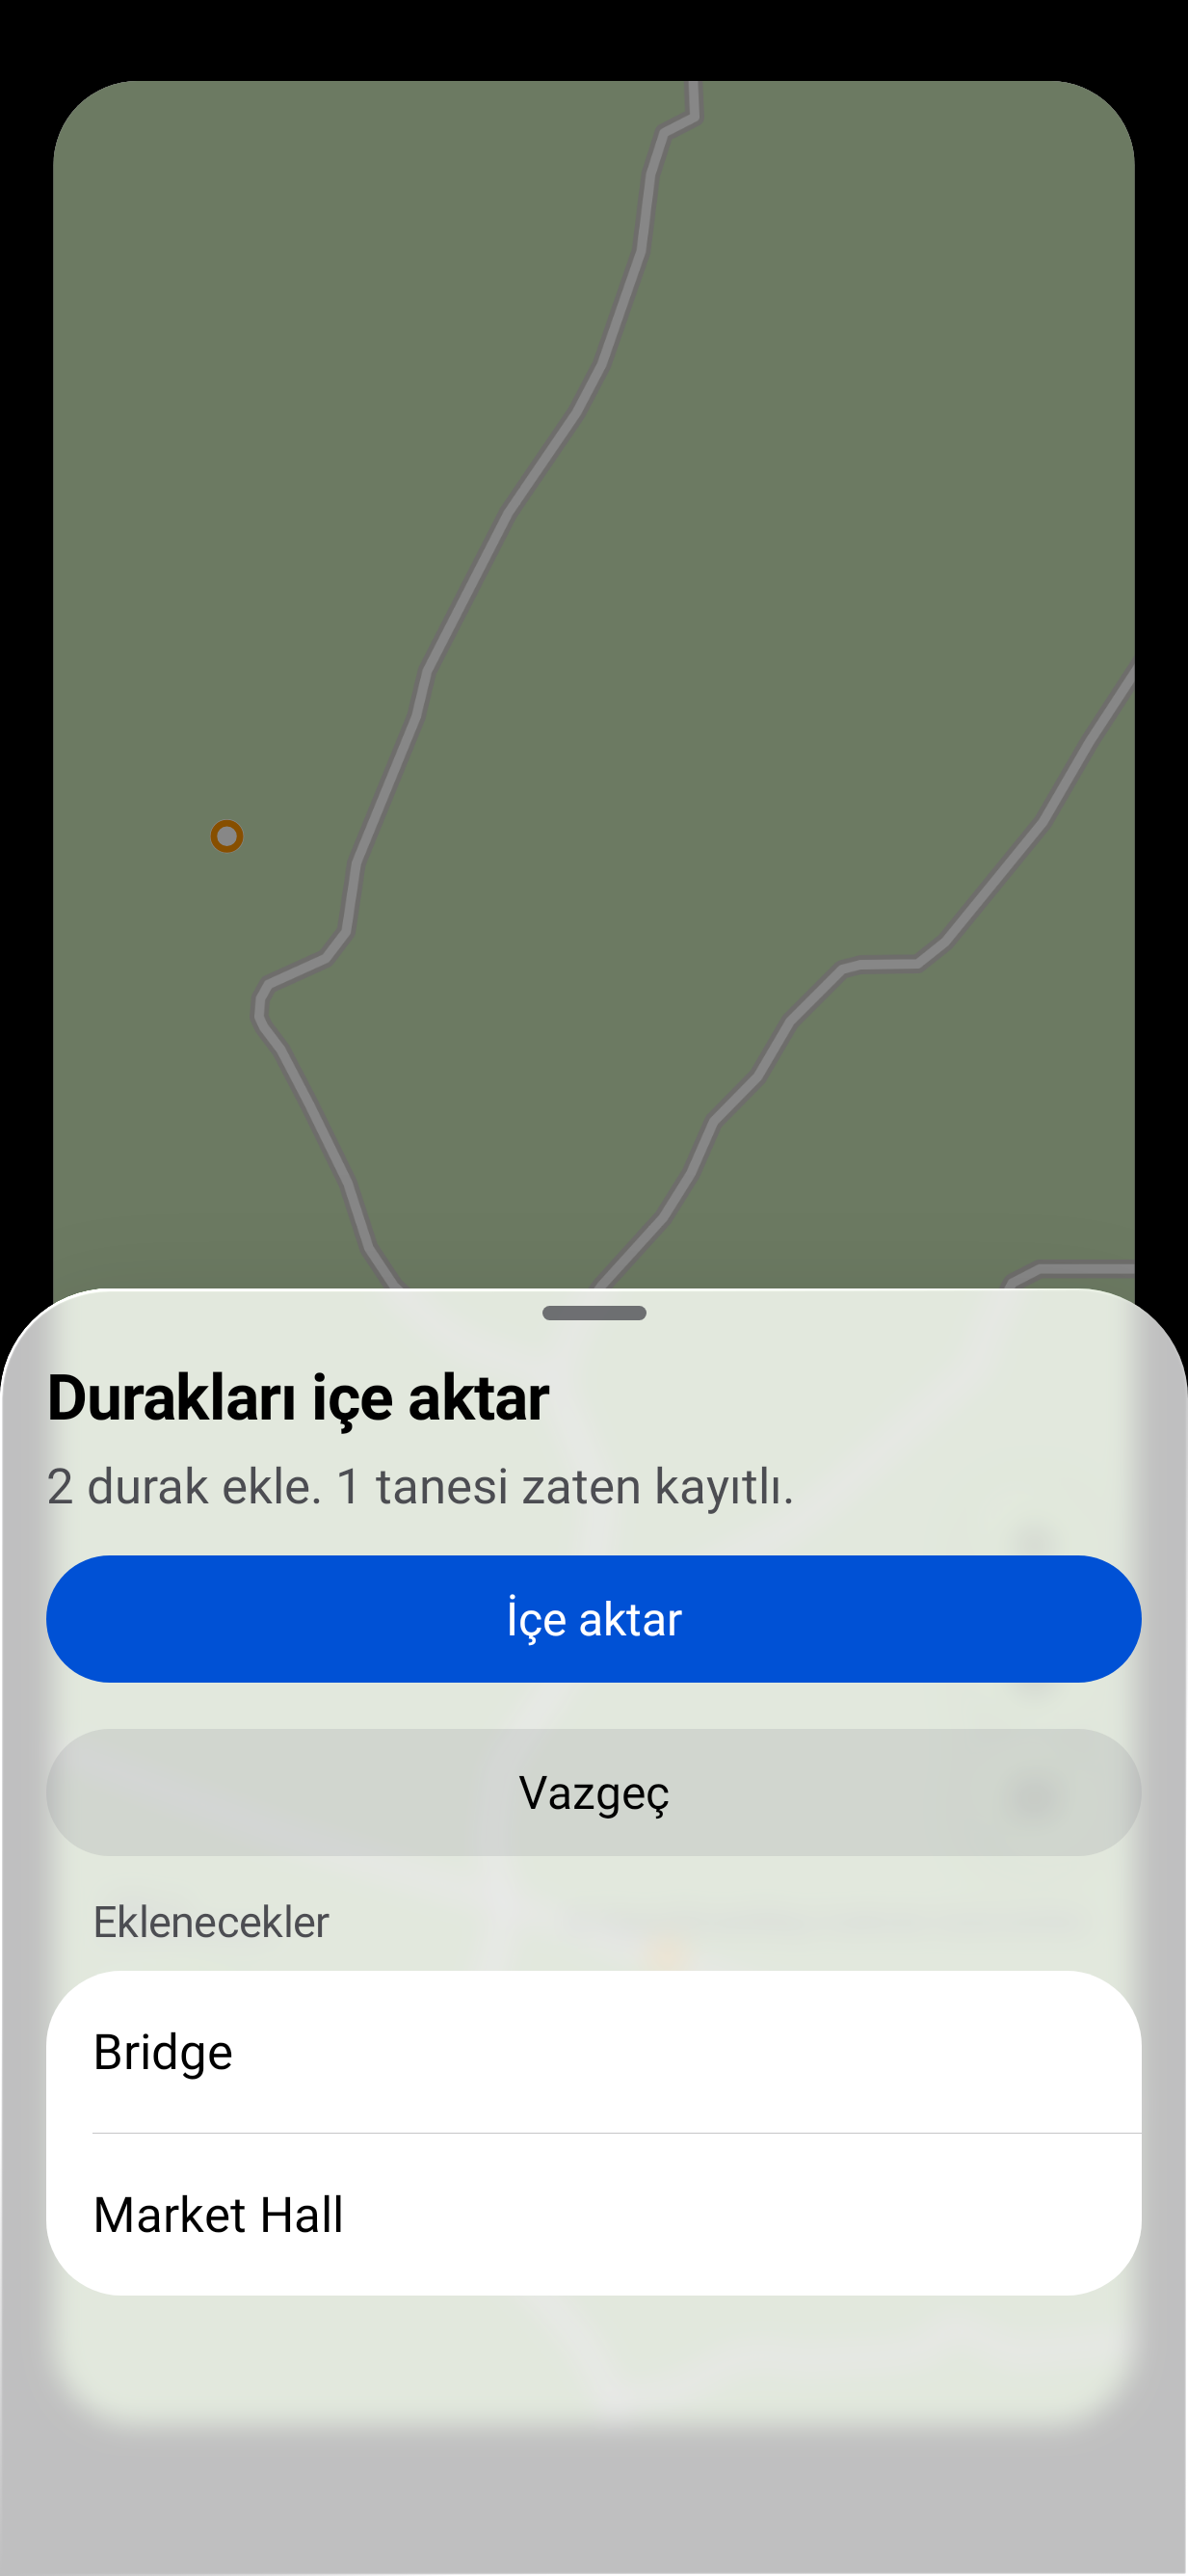 Durakları içe aktar
2 durak ekle. 1 tanesi zaten kayıtlı.
İçe aktar
Vazgeç
Eklenecekler
Bridge
Market Hall